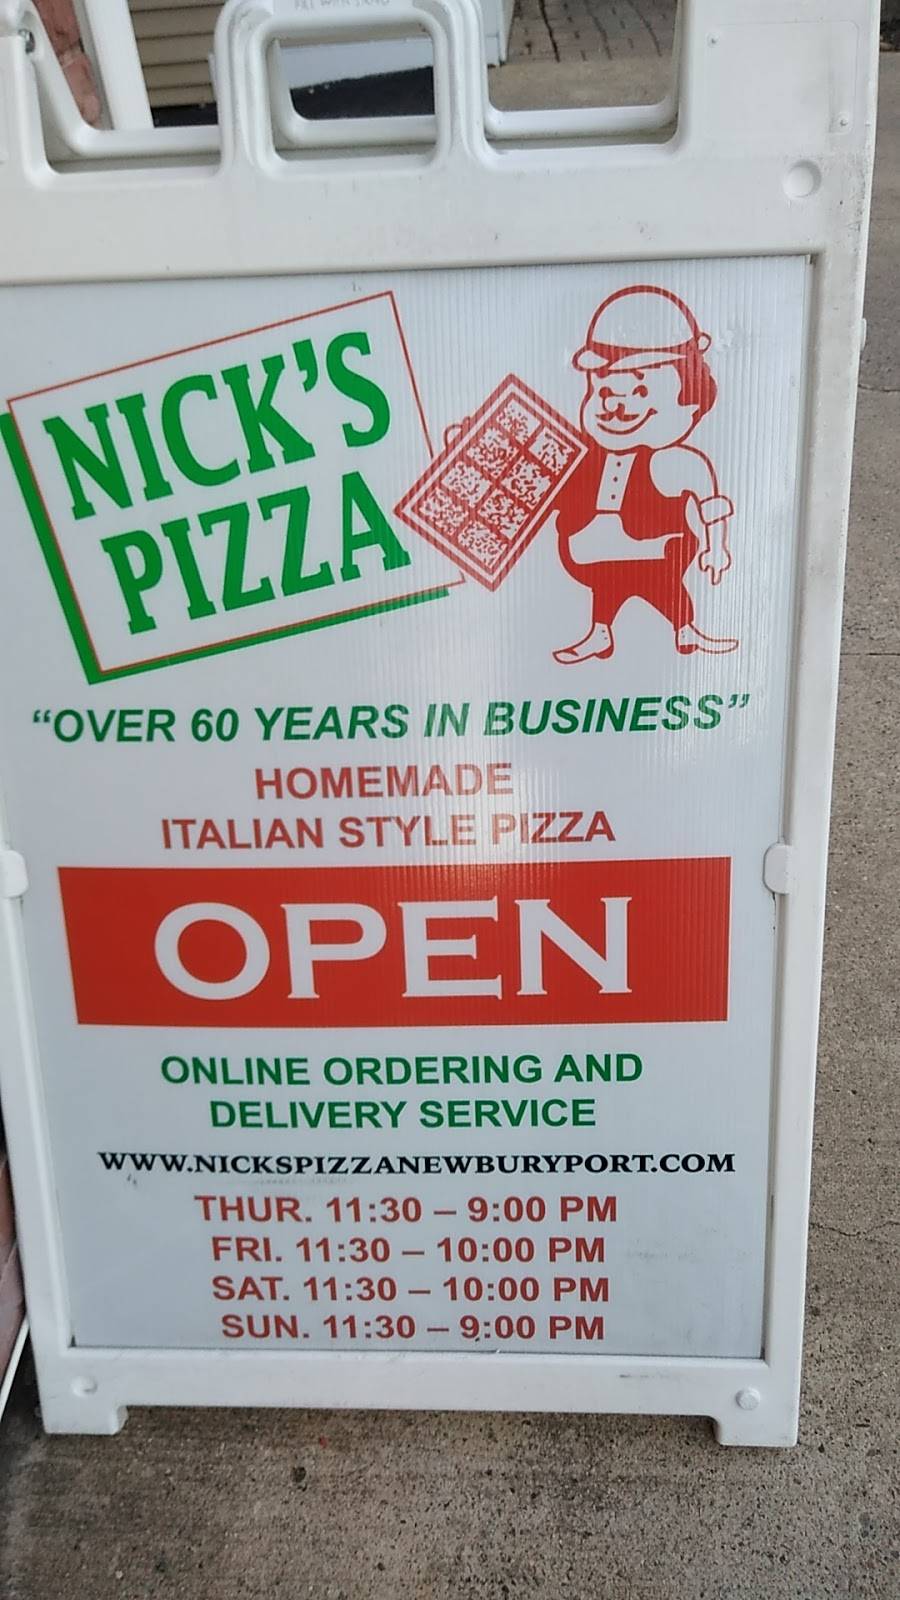 NICK'S
PIZZA
"OVER 60 YEARS IN BUSINESS"
HOMEMADE
ITALIAN STYLE PIZZA
OPEN
ONLINE ORDERING AND
DELIVERY SERVICE
WWW.NICKSPIZZANEWBURYPORT.COM
THUR. 11:30 – 9:00 PM
FRI. 11:30 – 10:00 PM
SAT. 11:30 – 10:00 PM
SUN. 11:30 – 9:00 PM